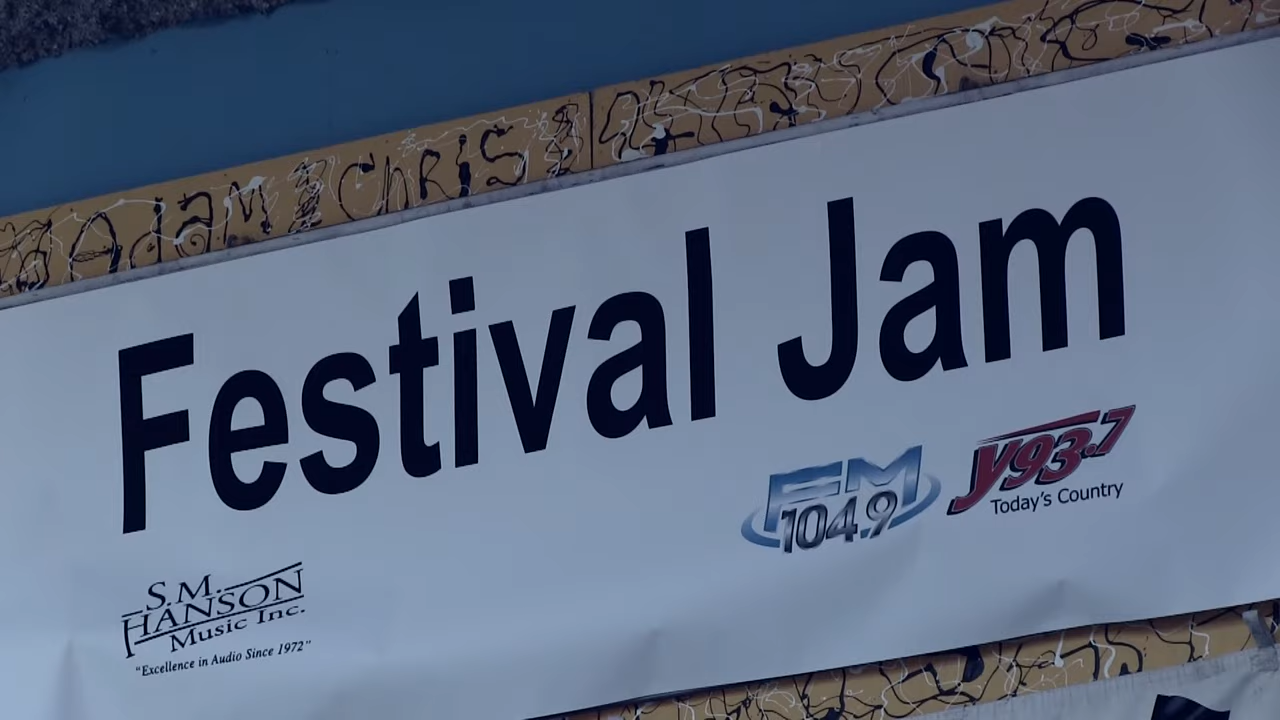 Adam Chris
Festival Jam
FM
104.9
y93.7
Today's Country
S.M.
HANSON
Music Inc.
"Excellence in Audio Since 1972"